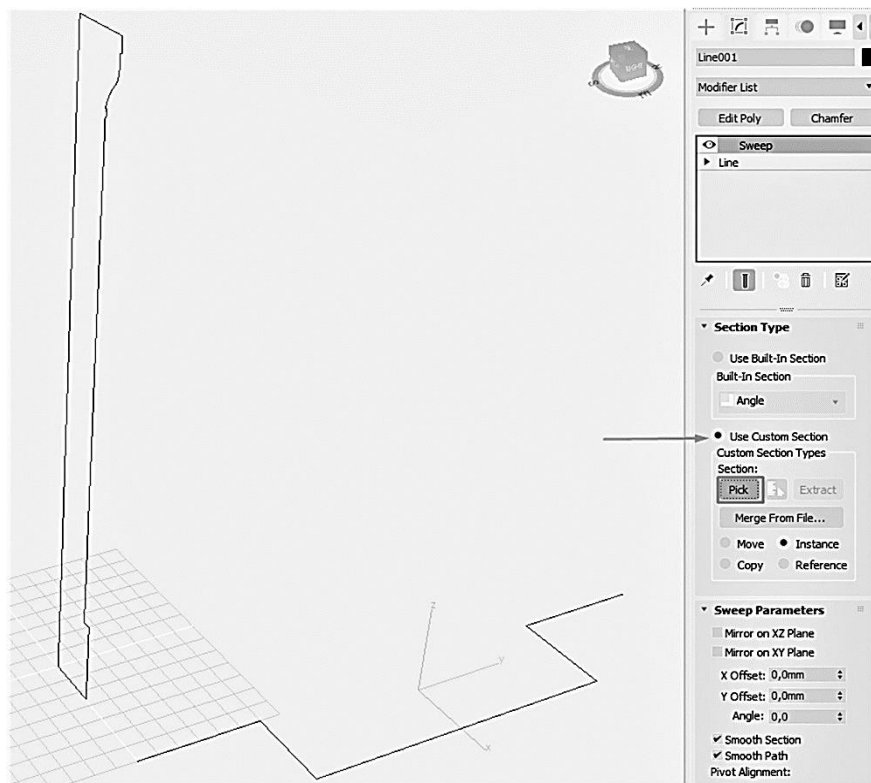 Line001
Modifier List
Edit Poly Chamfer
Sweep
Line
Section Type
Use Built-In Section
Built-In Section
Angle
Use Custom Section
Custom Section Types
Section:
Pick Extract
Merge From File...
Move Instance
Copy Reference
Sweep Parameters
Mirror on XZ Plane
Mirror on XY Plane
X Offset: 0,0mm
Y Offset: 0,0mm
Angle: 0,0
Smooth Section
Smooth Path
Pivot Alignment:
z
y
x